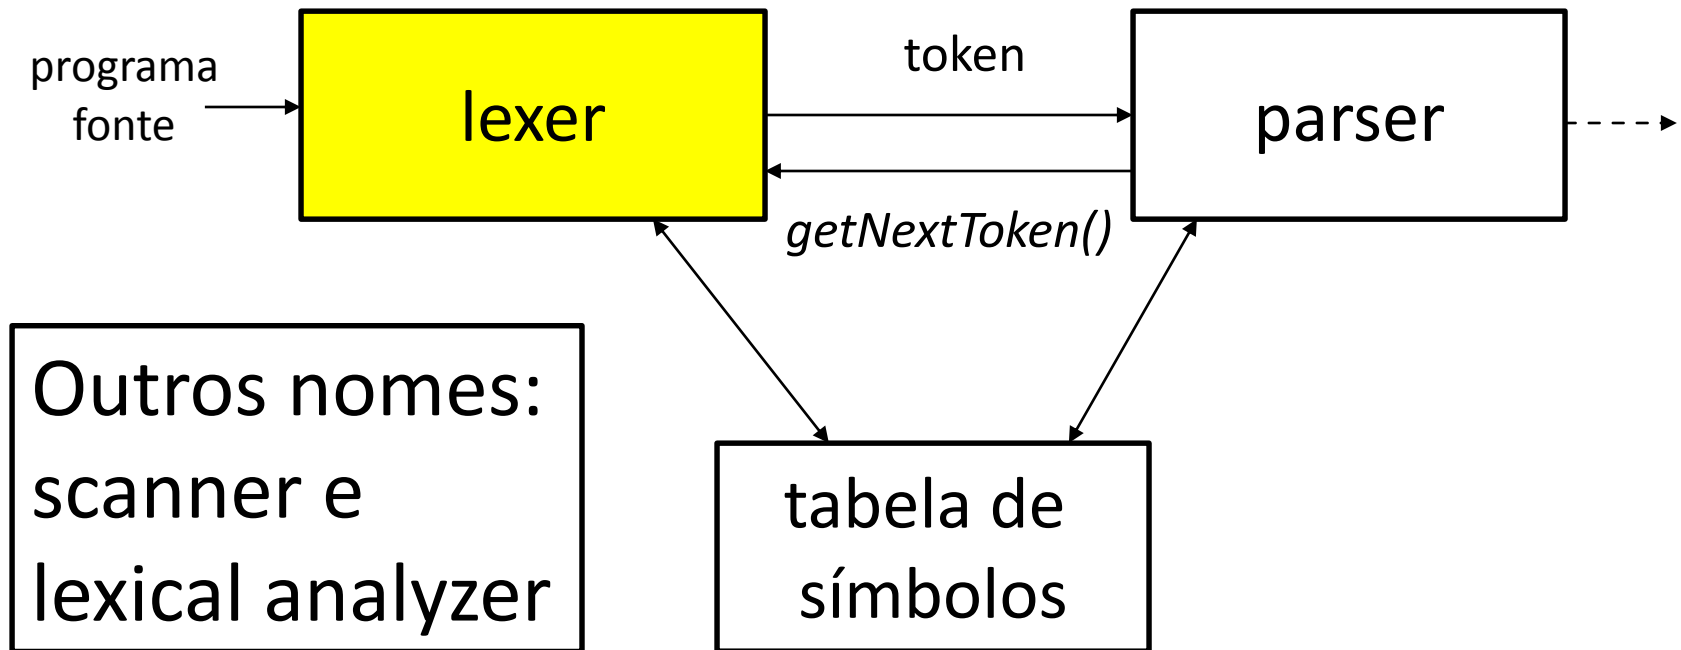 programa
fonte
lexer
token
parser
getNextToken()
Outros nomes:
scanner e
lexical analyzer
tabela de
símbolos